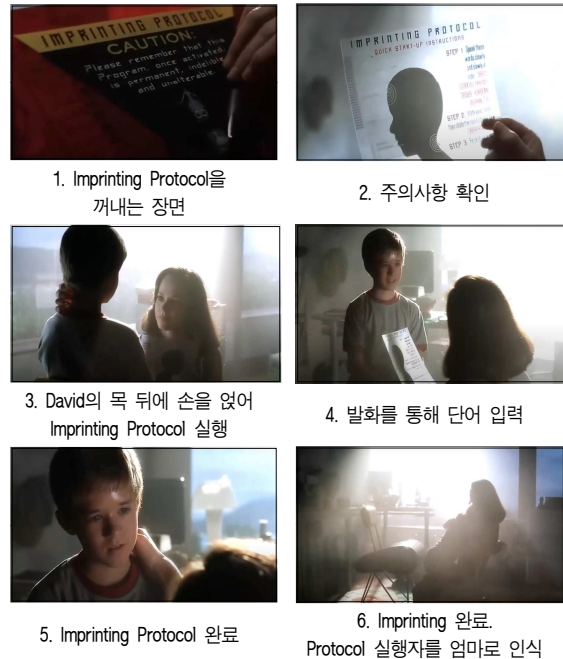 IMPRINTING PROTOCOL
CAUTION:
Please remember that this
Program, once activated,
is permanent, indelible
and unalterable.
IMPRINTING PROTOCOL
QUICK START-UP INSTRUCTIONS
STEP 1
STEP 2
STEP 3
1. Imprinting Protocol을
꺼내는 장면
2. 주의사항 확인
3. David의 목 뒤에 손을 얹어
Imprinting Protocol 실행
4. 발화를 통해 단어 입력
5. Imprinting Protocol 완료
6. Imprinting 완료.
Protocol 실행자를 엄마로 인식